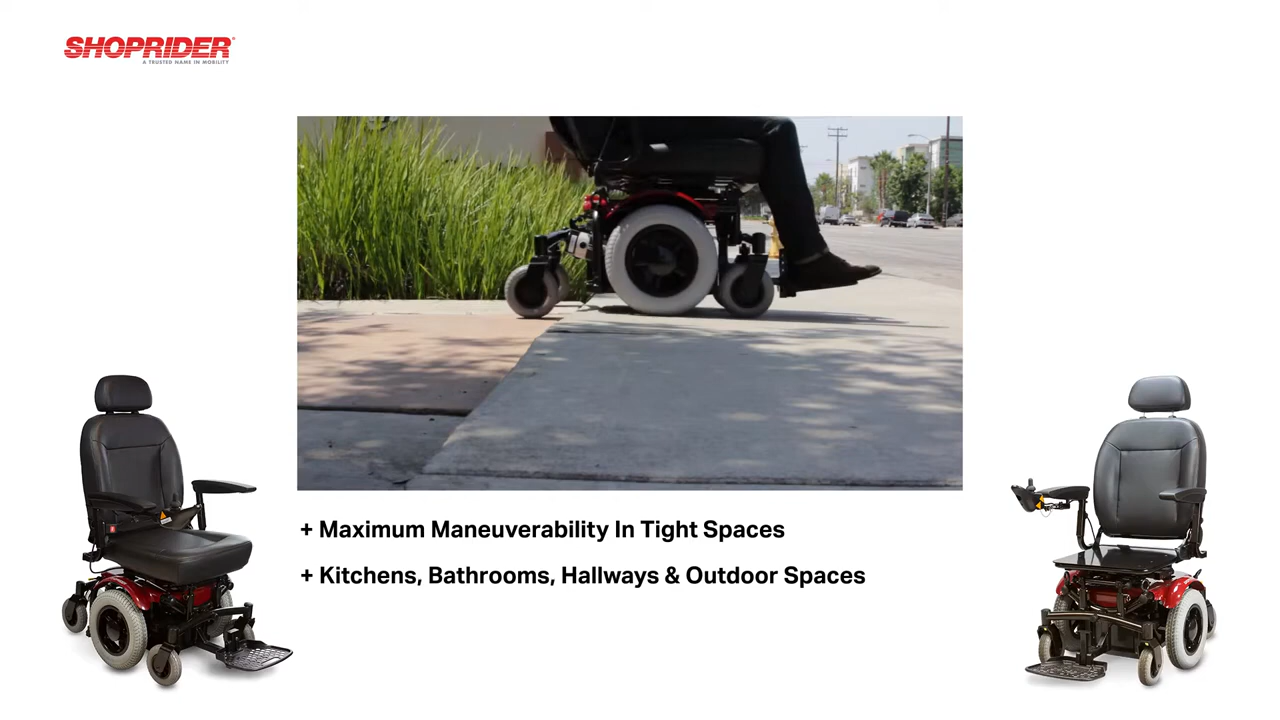 SHOPRIDER
A TRUSTED NAME IN MOBILITY
+ Maximum Maneuverability In Tight Spaces
+ Kitchens, Bathrooms, Hallways & Outdoor Spaces